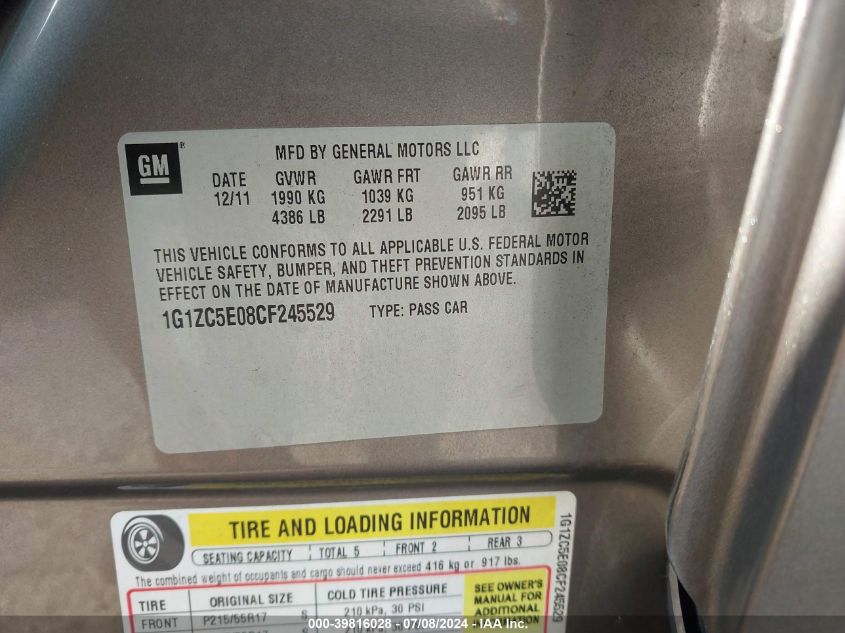 GM ®
MFD BY GENERAL MOTORS LLC
DATE GVWR GAWR FRT GAWR RR
12/11 1990 KG 1039 KG 951 KG
4386 LB 2291 LB 2095 LB
THIS VEHICLE CONFORMS TO ALL APPLICABLE U.S. FEDERAL MOTOR
VEHICLE SAFETY, BUMPER, AND THEFT PREVENTION STANDARDS IN
EFFECT ON THE DATE OF MANUFACTURE SHOWN ABOVE.
1G1ZC5E08CF245529 TYPE: PASS CAR
TIRE AND LOADING INFORMATION
SEATING CAPACITY TOTAL 5 FRONT 2 REAR 3
The combined weight of occupants and cargo should never exceed 416 kg or 917 lbs.
TIRE ORIGINAL SIZE COLD TIRE PRESSURE
FRONT P215/55R17 S 210 kPa, 30 PSI
SEE OWNER'S
MANUAL FOR
ADDITIONAL
1G1ZC5E08CF245529
000-39816028 - 07/08/2024 - IAA Inc.